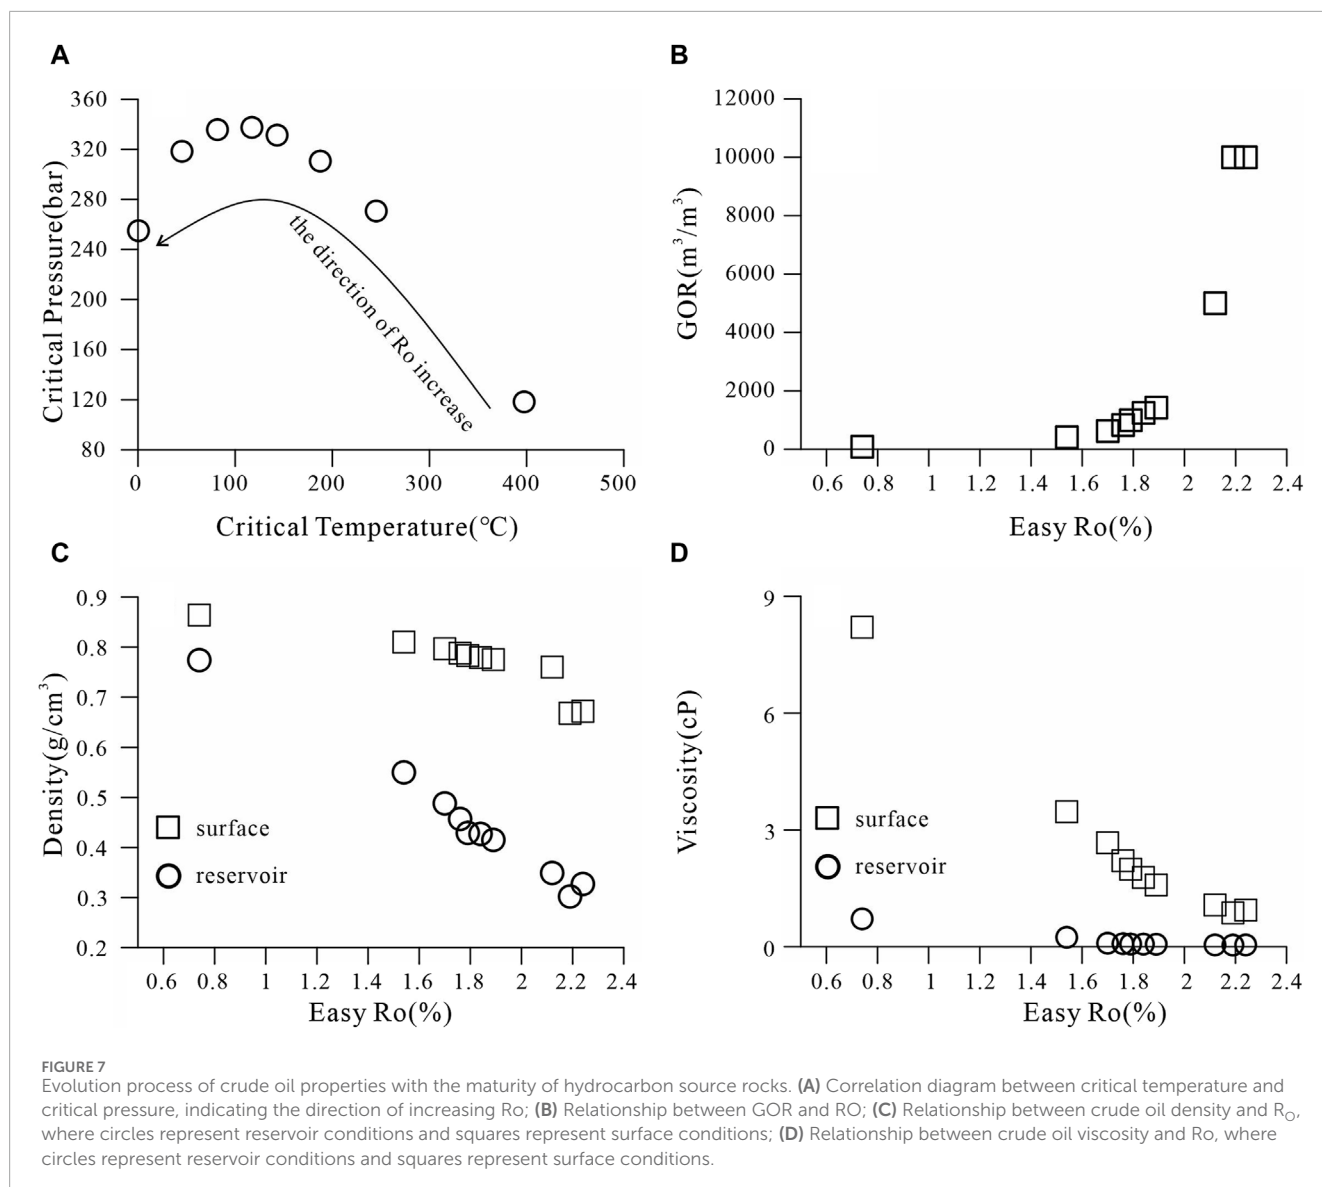 A
360
320
280
240
200
160
120
80
Critical Pressure(bar)
the direction of Ro increase
0 100 200 300 400 500
Critical Temperature(℃)
B
12000
10000
8000
6000
4000
2000
0
GOR(m³/m³)
0.6 0.8 1 1.2 1.4 1.6 1.8 2 2.2 2.4
Easy Ro(%)
C
0.9
0.8
0.7
0.6
0.5
0.4
0.3
0.2
Density(g/cm³)
surface
reservoir
0.6 0.8 1 1.2 1.4 1.6 1.8 2 2.2 2.4
Easy Ro(%)
D
9
6
3
0
Viscosity(cP)
surface
reservoir
0.6 0.8 1 1.2 1.4 1.6 1.8 2 2.2 2.4
Easy Ro(%)
FIGURE 7
Evolution process of crude oil properties with the maturity of hydrocarbon source rocks. (A) Correlation diagram between critical temperature and
critical pressure, indicating the direction of increasing Ro; (B) Relationship between GOR and RO; (C) Relationship between crude oil density and R_O,
where circles represent reservoir conditions and squares represent surface conditions; (D) Relationship between crude oil viscosity and Ro, where
circles represent reservoir conditions and squares represent surface conditions.